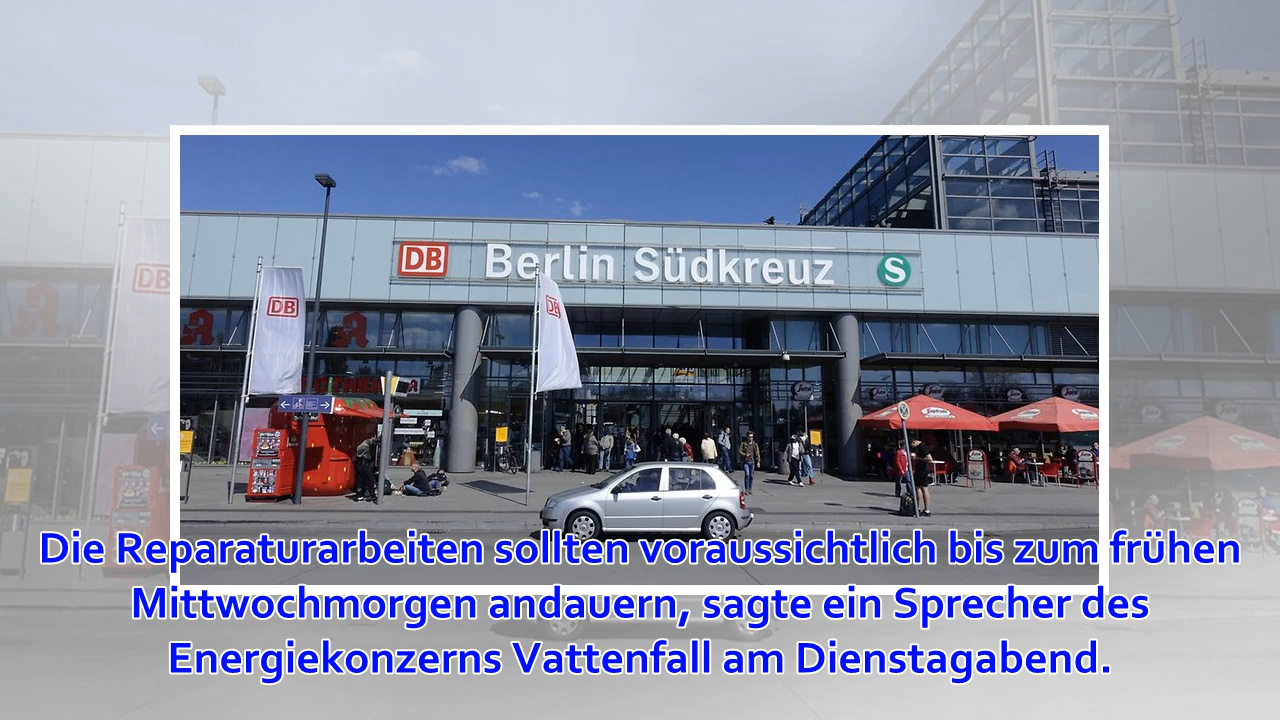 DB Berlin Südkreuz S
DB
DB
DB
Die Reparaturarbeiten sollten voraussichtlich bis zum frühen
Mittwochmorgen andauern, sagte ein Sprecher des
Energiekonzerns Vattenfall am Dienstagabend.